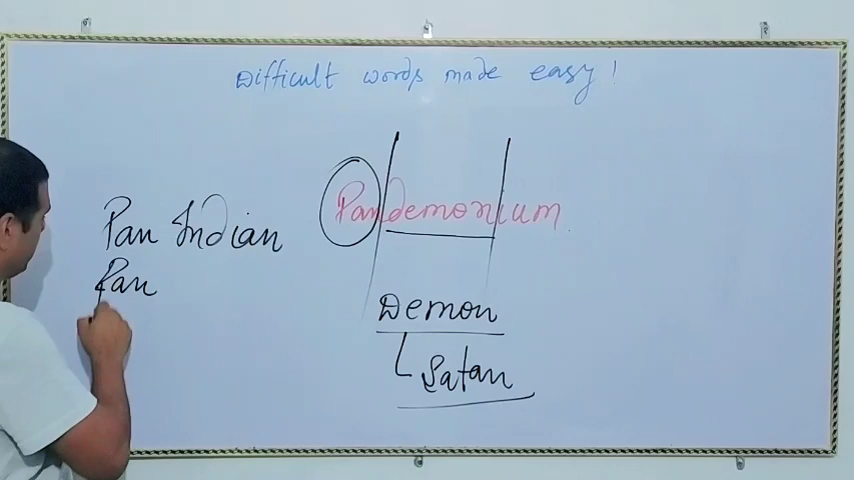 Difficult words made easy!
Pandemonium
Pan Indian
Pan
Demon
Satan